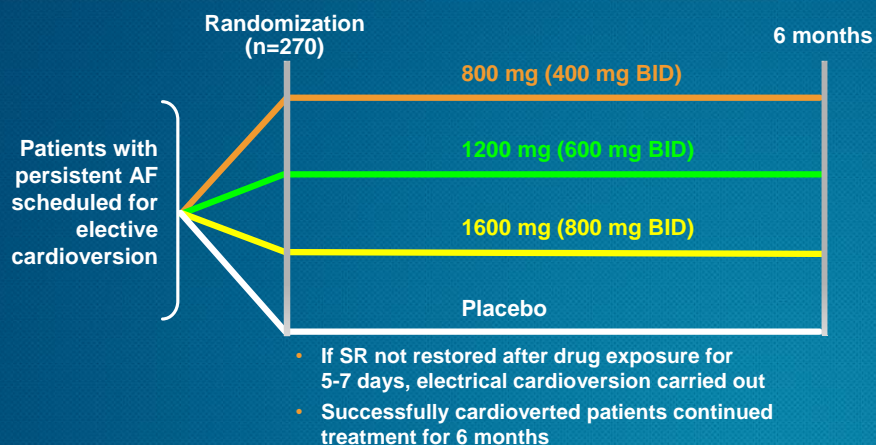 Randomization
(n=270)
6 months
800 mg (400 mg BID)
Patients with
persistent AF
scheduled for
elective
cardioversion
1200 mg (600 mg BID)
1600 mg (800 mg BID)
Placebo
• If SR not restored after drug exposure for
5-7 days, electrical cardioversion carried out
• Successfully cardioverted patients continued
treatment for 6 months